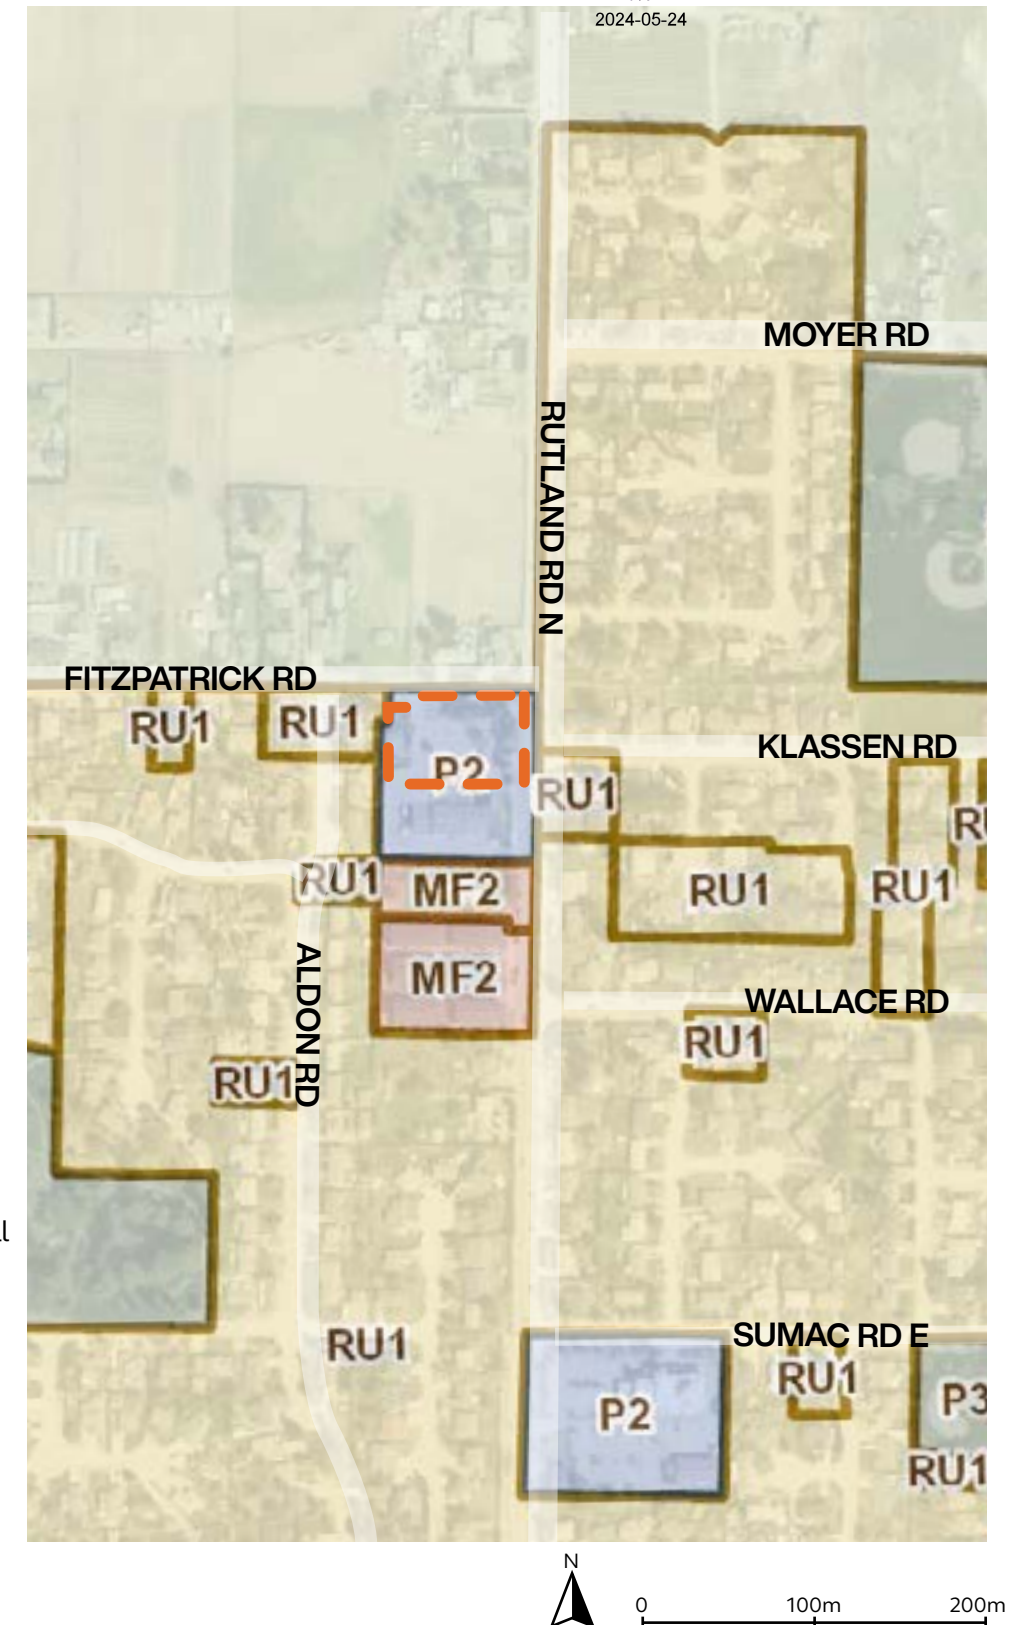 2024-05-24
MOYER RD
RUTLAND RD N
FITZPATRICK RD
RU1
RU1
P2
KLASSEN RD
RU1
RU1
MF2
RU1
RU1
ALDON RD
MF2
WALLACE RD
RU1
RU1
RU1
SUMAC RD E
RU1
P2
P3
RU1
N
0
100m
200m